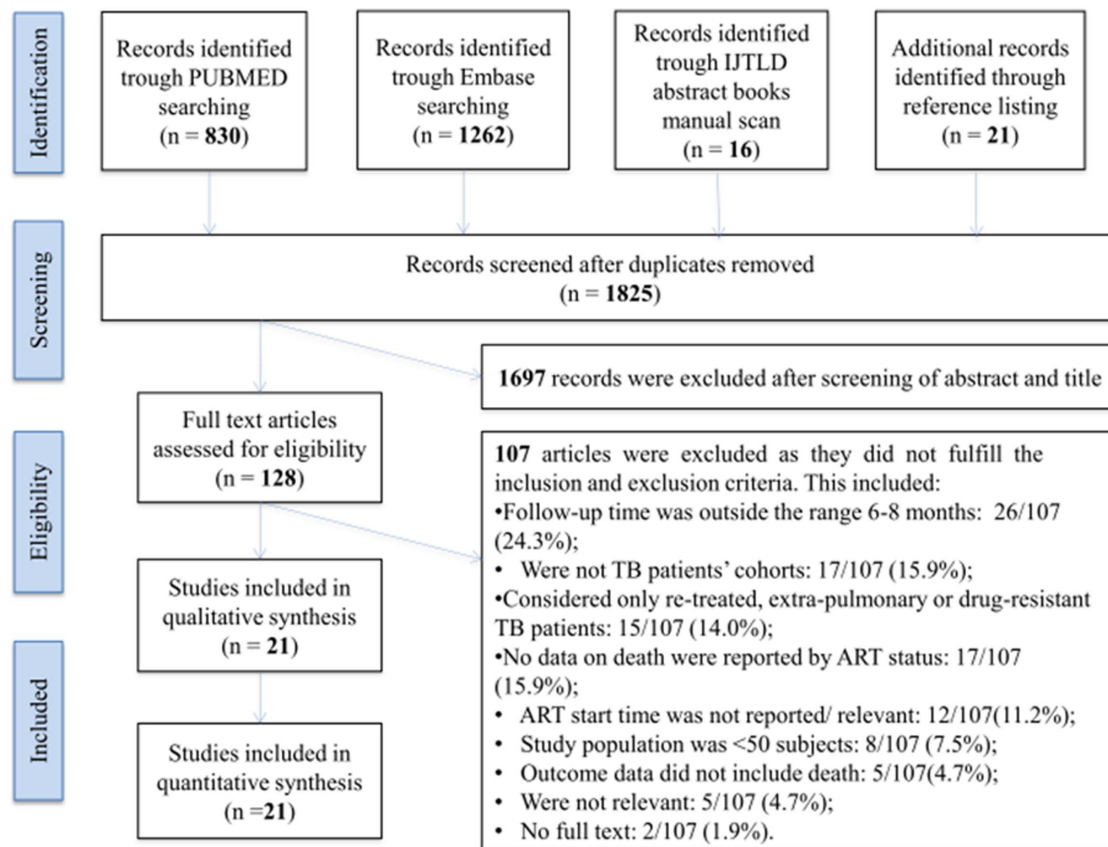 Identification
Records identified
trough PUBMED
searching
(n = 830)
Records identified
trough Embase
searching
(n = 1262)
Records identified
trough IJTLD
abstract books
manual scan
(n = 16)
Additional records
identified through
reference listing
(n = 21)
Screening
Records screened after duplicates removed
(n = 1825)
1697 records were excluded after screening of abstract and title
Eligibility
Full text articles
assessed for eligibility
(n = 128)
107 articles were excluded as they did not fulfill the
inclusion and exclusion criteria. This included:
•Follow-up time was outside the range 6-8 months: 26/107
(24.3%);
• Were not TB patients’ cohorts: 17/107 (15.9%);
•Considered only re-treated, extra-pulmonary or drug-resistant
TB patients: 15/107 (14.0%);
•No data on death were reported by ART status: 17/107
(15.9%);
• ART start time was not reported/ relevant: 12/107(11.2%);
• Study population was <50 subjects: 8/107 (7.5%);
• Outcome data did not include death: 5/107(4.7%);
• Were not relevant: 5/107 (4.7%);
• No full text: 2/107 (1.9%).
Studies included in
qualitative synthesis
(n = 21)
Included
Studies included in
quantitative synthesis
(n =21)